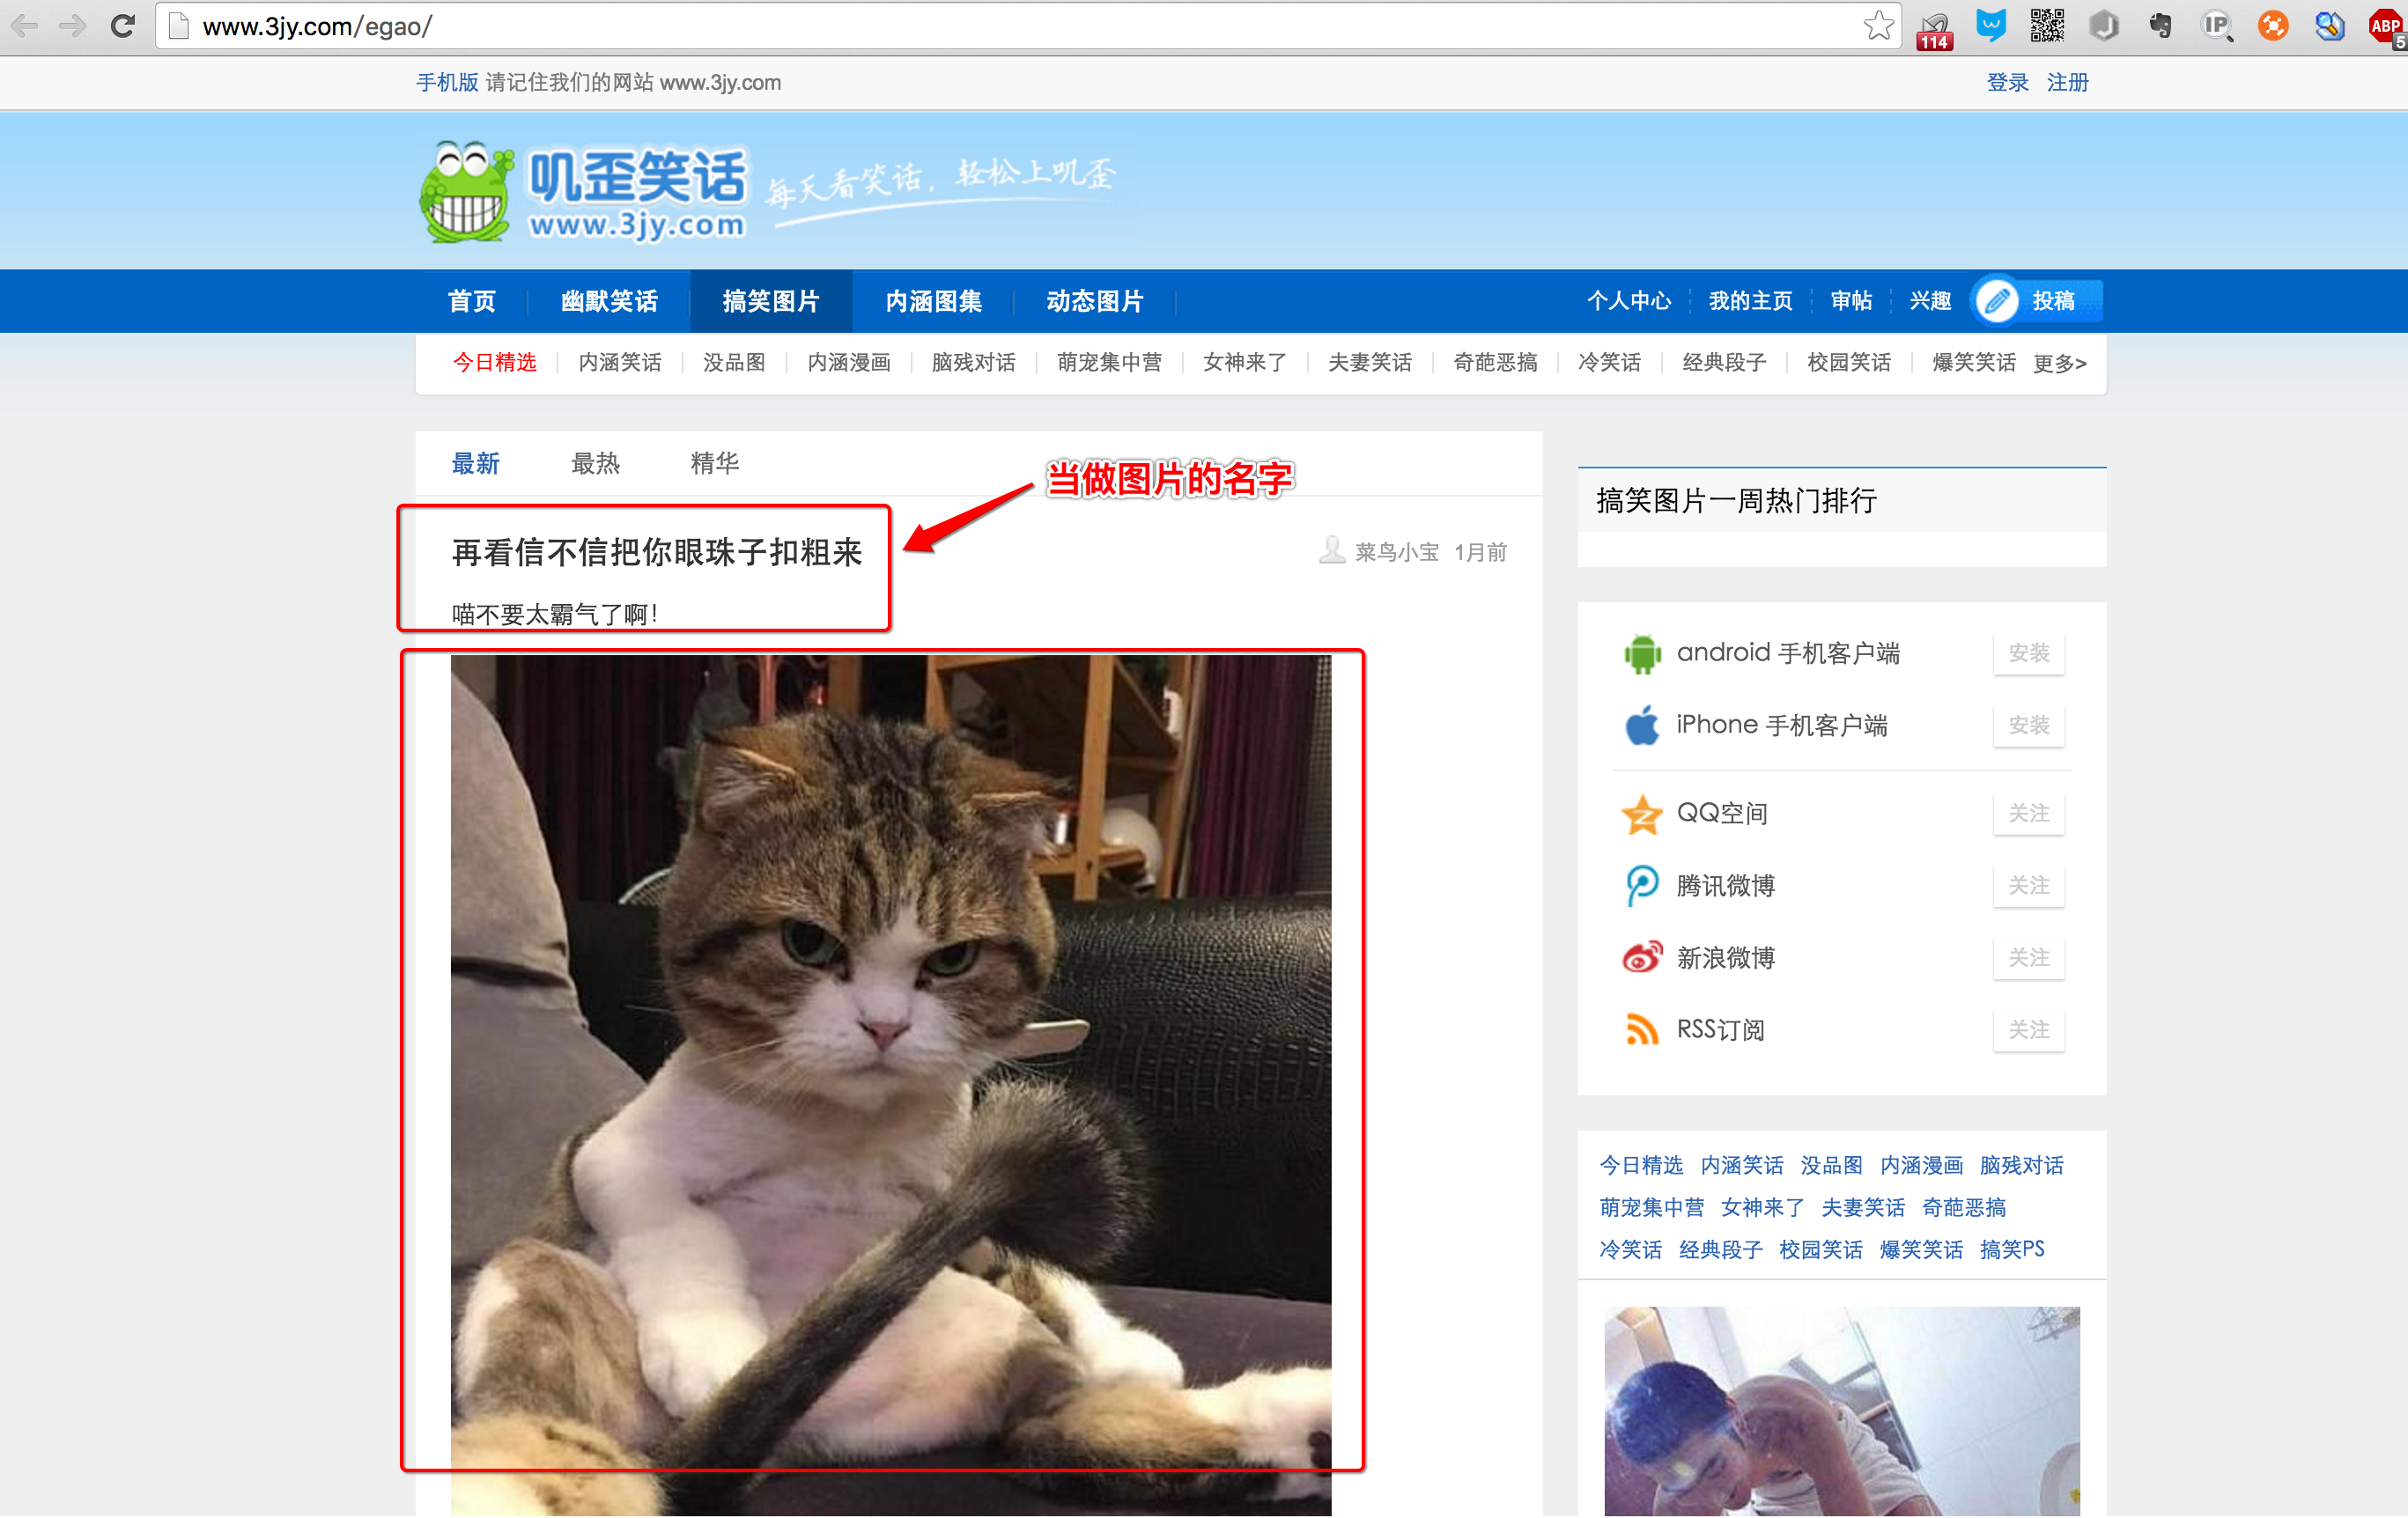 www.3jy.com/egao/
114
IP
ABP
5
手机版 请记住我们的网站 www.3jy.com
登录 注册
叽歪笑话
www.3jy.com
每天看笑话，轻松上叽歪
首页 幽默笑话 搞笑图片 内涵图集 动态图片
个人中心 我的主页 审帖 兴趣 投稿
今日精选 内涵笑话 没品图 内涵漫画 脑残对话 萌宠集中营 女神来了 夫妻笑话 奇葩恶搞 冷笑话 经典段子 校园笑话 爆笑笑话 更多>
最新 最热 精华
当做图片的名字
再看信不信把你眼珠子扣粗来
菜鸟小宝 1月前
喵不要太霸气了啊！
搞笑图片一周热门排行
android 手机客户端 安装
iPhone 手机客户端 安装
QQ空间 关注
腾讯微博 关注
新浪微博 关注
RSS订阅 关注
今日精选 内涵笑话 没品图 内涵漫画 脑残对话
萌宠集中营 女神来了 夫妻笑话 奇葩恶搞
冷笑话 经典段子 校园笑话 爆笑笑话 搞笑PS